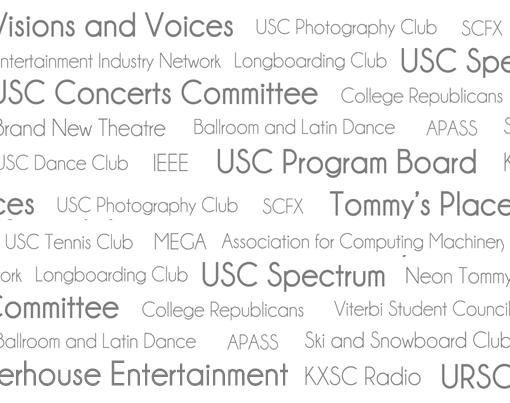 Visions and Voices USC Photography Club SCFX
ntertainment Industry Network Longboarding Club USC Spe
USC Concerts Committee College Republicans
Brand New Theatre Ballroom and Latin Dance APASS S
USC Dance Club IEEE USC Program Board K
ces USC Photography Club SCFX Tommy's Place
USC Tennis Club MEGA Association for Computing Machinery
ork Longboarding Club USC Spectrum Neon Tommy
Committee College Republicans Viterbi Student Council
Ballroom and Latin Dance APASS Ski and Snowboard Club
erhouse Entertainment KXSC Radio URSC